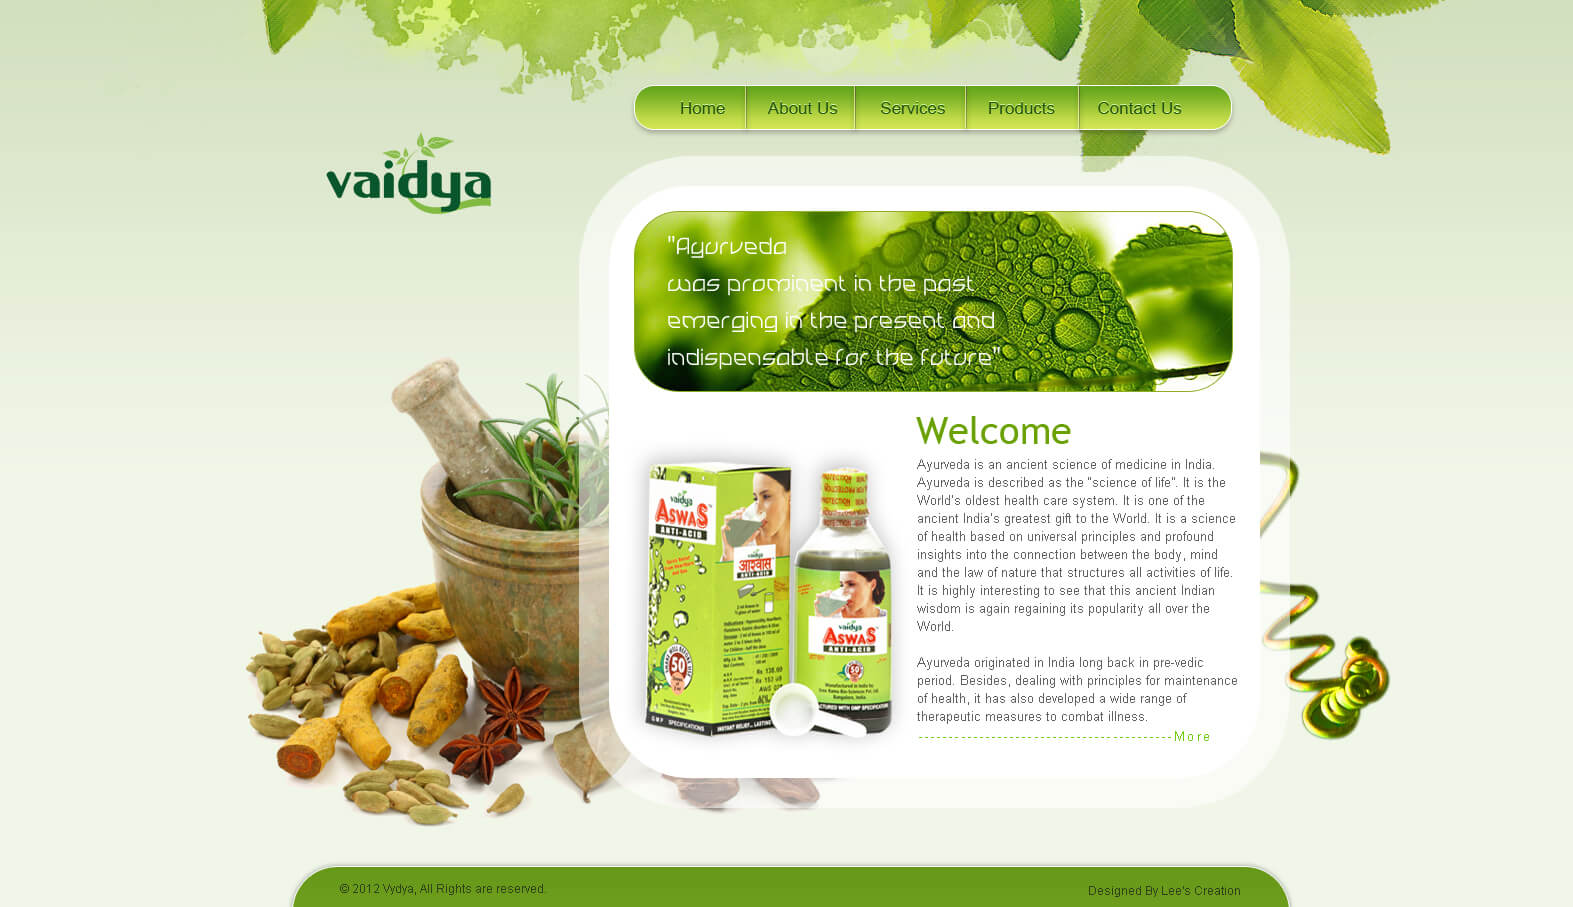 Home About Us Services Products Contact Us
vaidya
"Ayurveda
was prominent in the past
emerging in the present and
indispensable for the future"
Welcome
Ayurveda is an ancient science of medicine in India.
Ayurveda is described as the "science of life". It is the
World's oldest health care system. It is one of the
ancient India's greatest gift to the World. It is a science
of health based on universal principles and profound
insights into the connection between the body, mind
and the law of nature that structures all activities of life.
It is highly interesting to see that this ancient Indian
wisdom is again regaining its popularity all over the
World.
Ayurveda originated in India long back in pre-vedic
period. Besides, dealing with principles for maintenance
of health, it has also developed a wide range of
therapeutic measures to combat illness.
More
vaidya
ASWAS
ANTI-ACID
vaidya
आश्वास
ANTI-ACID
50
GMP SPECIFICATIONS
vaidya
ASWAS
ANTI-ACID
50
Bangalore, India
© 2012 Vydya, All Rights are reserved.
Designed By Lee's Creation